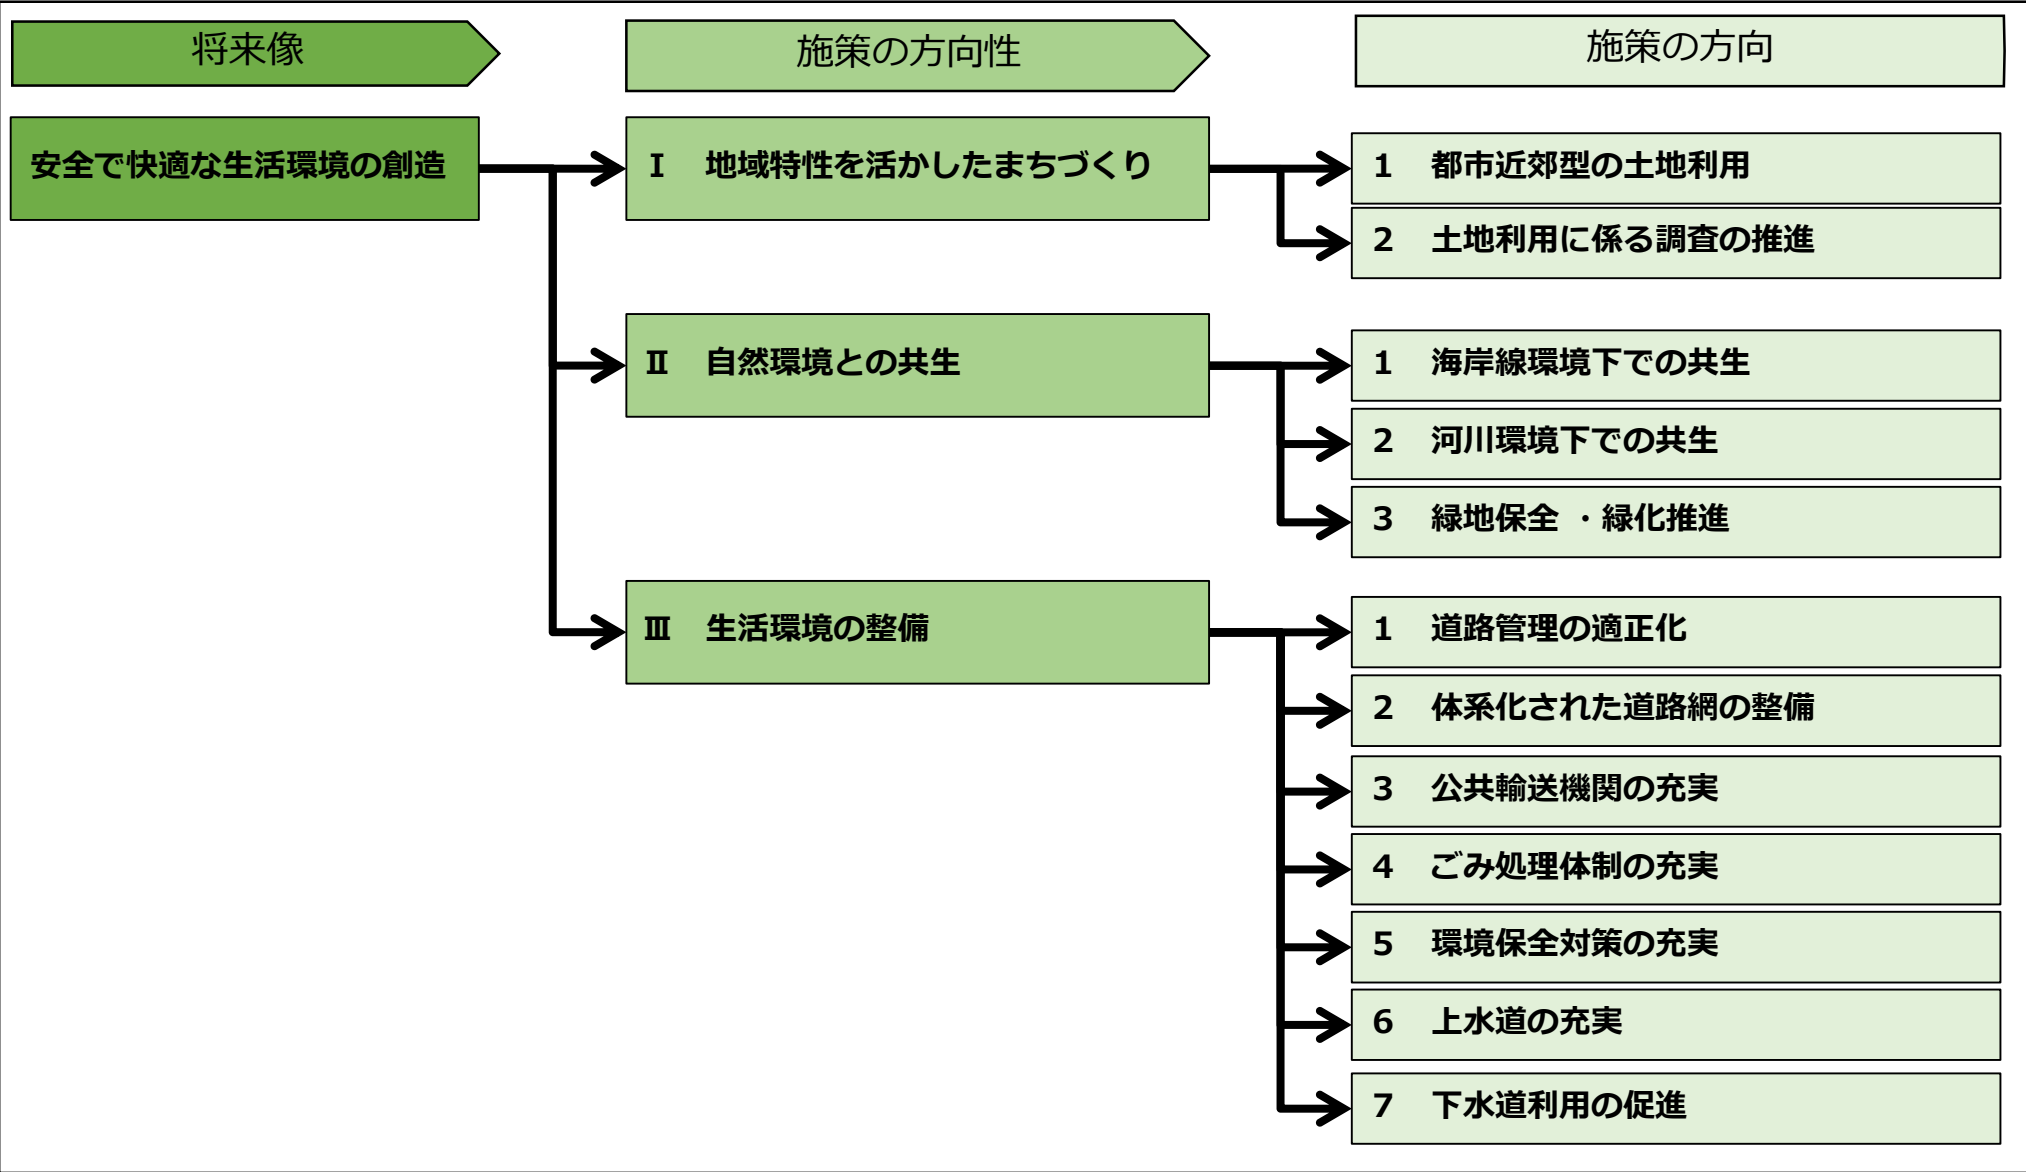 将来像
施策の方向性
施策の方向
安全で快適な生活環境の創造
Ⅰ　地域特性を活かしたまちづくり
1　都市近郊型の土地利用
2　土地利用に係る調査の推進
Ⅱ　自然環境との共生
1　海岸線環境下での共生
2　河川環境下での共生
3　緑地保全 ・緑化推進
Ⅲ　生活環境の整備
1　道路管理の適正化
2　体系化された道路網の整備
3　公共輸送機関の充実
4　ごみ処理体制の充実
5　環境保全対策の充実
6　上水道の充実
7　下水道利用の促進